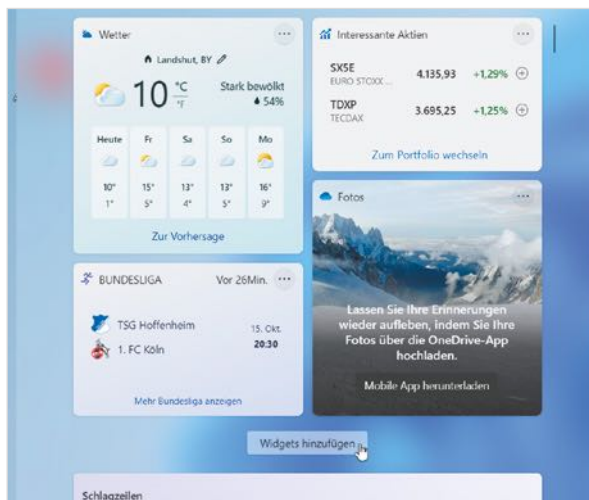 Wetter
Landshut, BY
10 °C
°F
Stark bewölkt
54%
Heute Fr Sa So Mo
10° 15° 13° 13° 16°
1° 5° 4° 5° 9°
Zur Vorhersage
Interessante Aktien
SX5E 4.135,93 +1,29%
EURO STOXX ...
TDXP 3.695,25 +1,25%
TECDAX
Zum Portfolio wechseln
BUNDESLIGA Vor 26Min.
TSG Hoffenheim 15. Okt.
1. FC Köln 20:30
Mehr Bundesliga anzeigen
Fotos
Lassen Sie Ihre Erinnerungen
wieder aufleben, indem Sie Ihre
Fotos über die OneDrive-App
hochladen.
Mobile App herunterladen
Widgets hinzufügen
Schlagzeilen